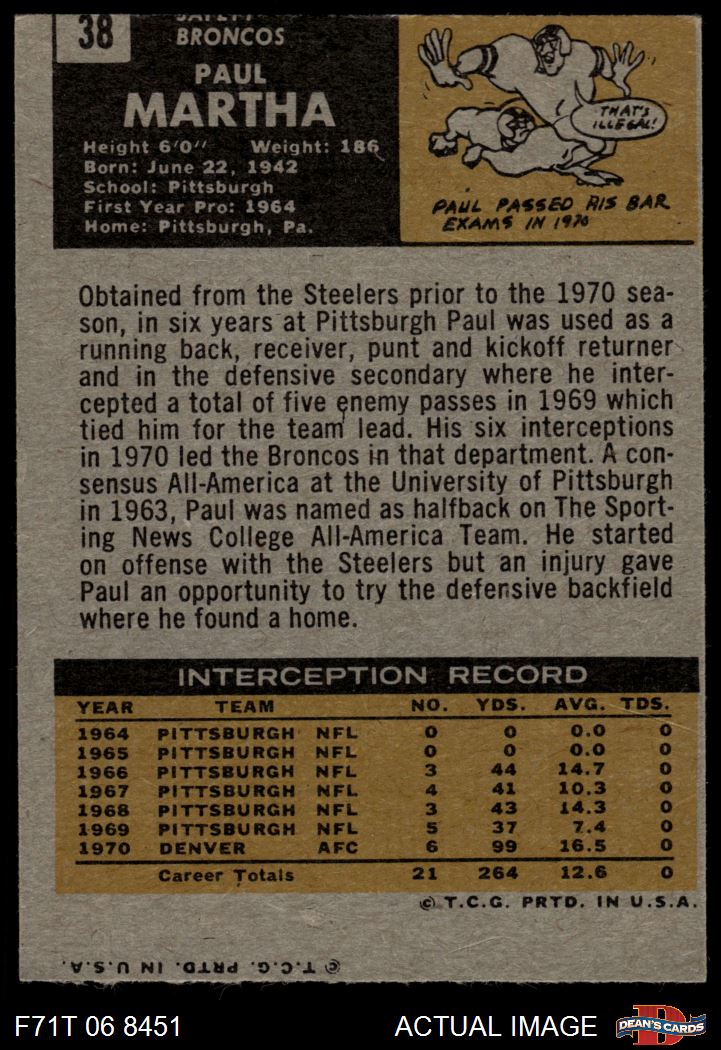 38
SAFETY
BRONCOS
PAUL
MARTHA
Height 6'0" Weight: 186
Born: June 22, 1942
School: Pittsburgh
First Year Pro: 1964
Home: Pittsburgh, Pa.
THAT'S
ILLEGAL!
PAUL PASSED HIS BAR
EXAMS IN 1970
Obtained from the Steelers prior to the 1970 sea-
son, in six years at Pittsburgh Paul was used as a
running back, receiver, punt and kickoff returner
and in the defensive secondary where he inter-
cepted a total of five enemy passes in 1969 which
tied him for the team lead. His six interceptions
in 1970 led the Broncos in that department. A con-
sensus All-America at the University of Pittsburgh
in 1963, Paul was named as halfback on The Sport-
ing News College All-America Team. He started
on offense with the Steelers but an injury gave
Paul an opportunity to try the defensive backfield
where he found a home.
INTERCEPTION RECORD
YEAR TEAM NO. YDS. AVG. TDS.
1964 PITTSBURGH NFL 0 0 0.0 0
1965 PITTSBURGH NFL 0 0 0.0 0
1966 PITTSBURGH NFL 3 44 14.7 0
1967 PITTSBURGH NFL 4 41 10.3 0
1968 PITTSBURGH NFL 3 43 14.3 0
1969 PITTSBURGH NFL 5 37 7.4 0
1970 DENVER AFC 6 99 16.5 0
Career Totals 21 264 12.6 0
© T.C.G. PRTD. IN U.S.A.
© T.C.G. PRTD. IN U.S.A.
F71T 06 8451 ACTUAL IMAGE
D
DEAN'S CARDS